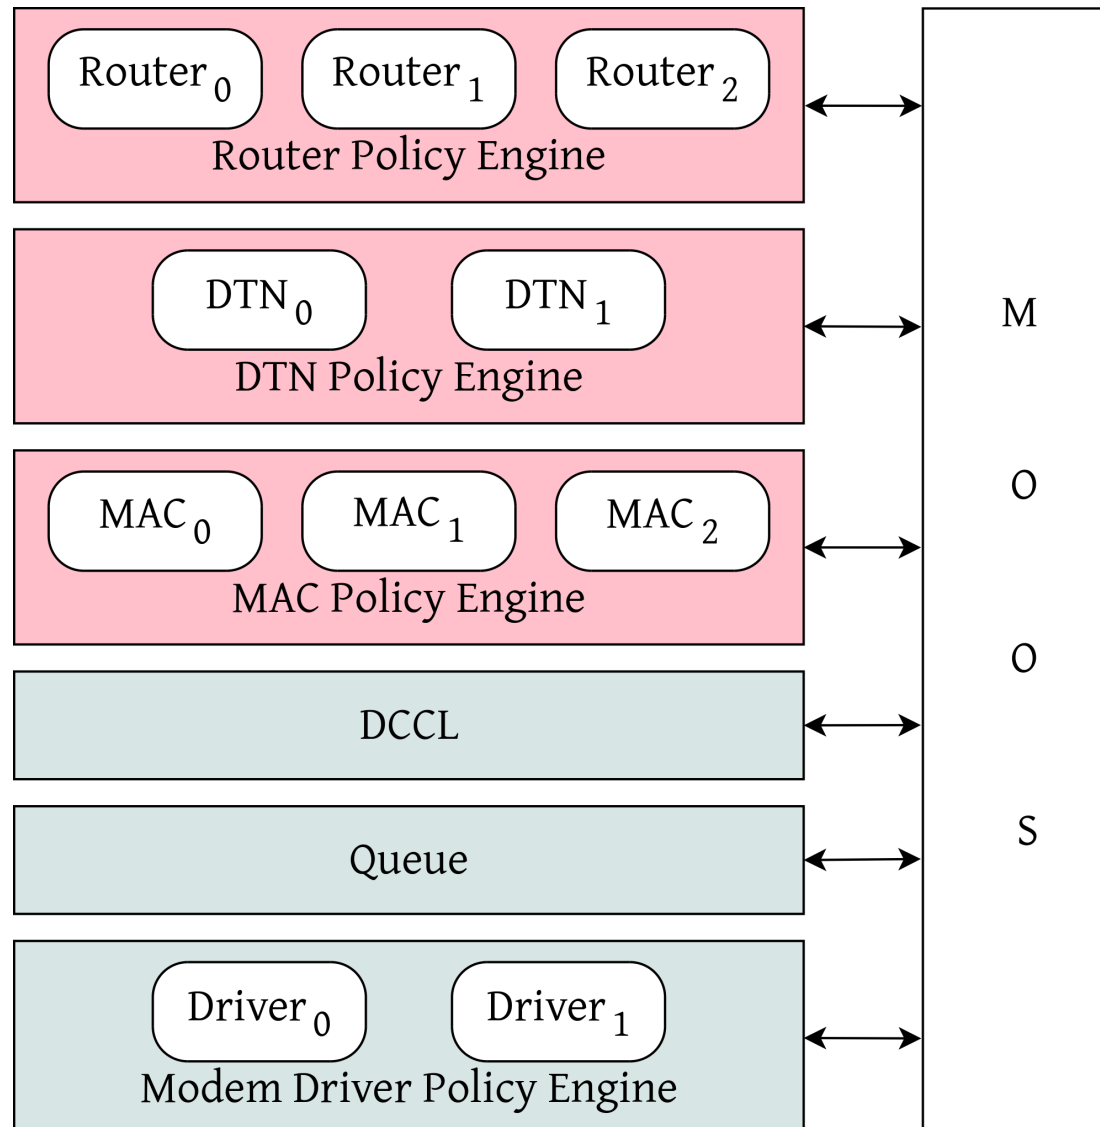 Router 0 Router 1 Router 2
Router Policy Engine
DTN 0 DTN 1
DTN Policy Engine
MAC 0 MAC 1 MAC 2
MAC Policy Engine
DCCL
Queue
Driver 0 Driver 1
Modem Driver Policy Engine
M
O
O
S